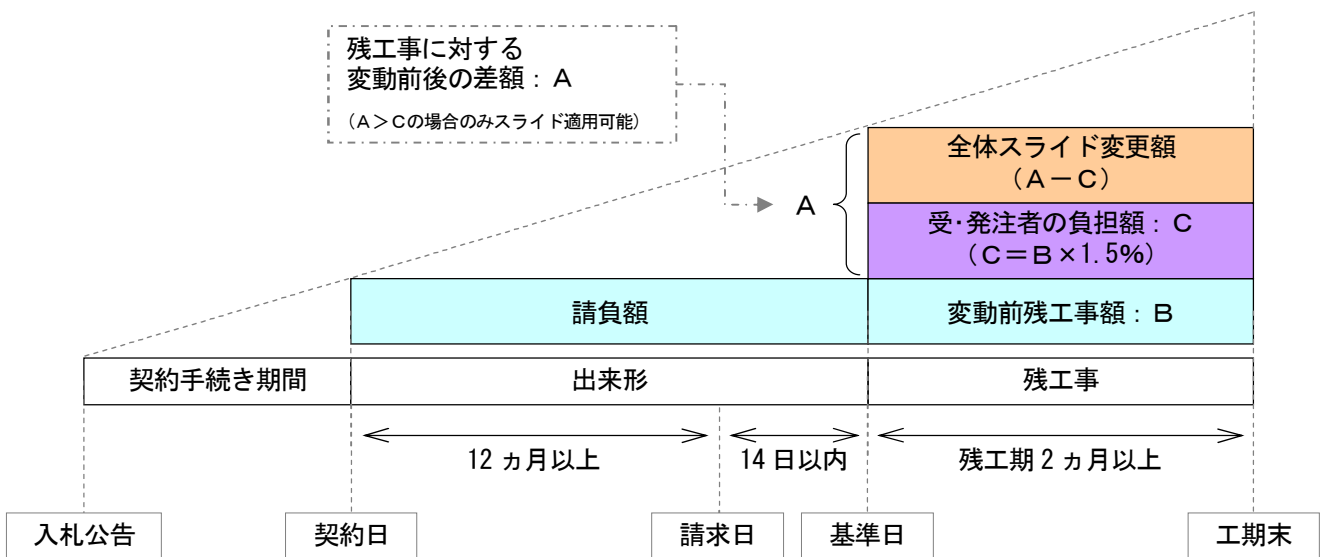 残工事に対する
変動前後の差額：Ａ
（Ａ＞Ｃの場合のみスライド適用可能）
全体スライド変更額
（Ａ－Ｃ）
Ａ
受･発注者の負担額：Ｃ
（Ｃ＝Ｂ×1.5%）
請負額
変動前残工事額：Ｂ
契約手続き期間
出来形
残工事
12 ヵ月以上
14 日以内
残工期 2 ヵ月以上
入札公告
契約日
請求日
基準日
工期末